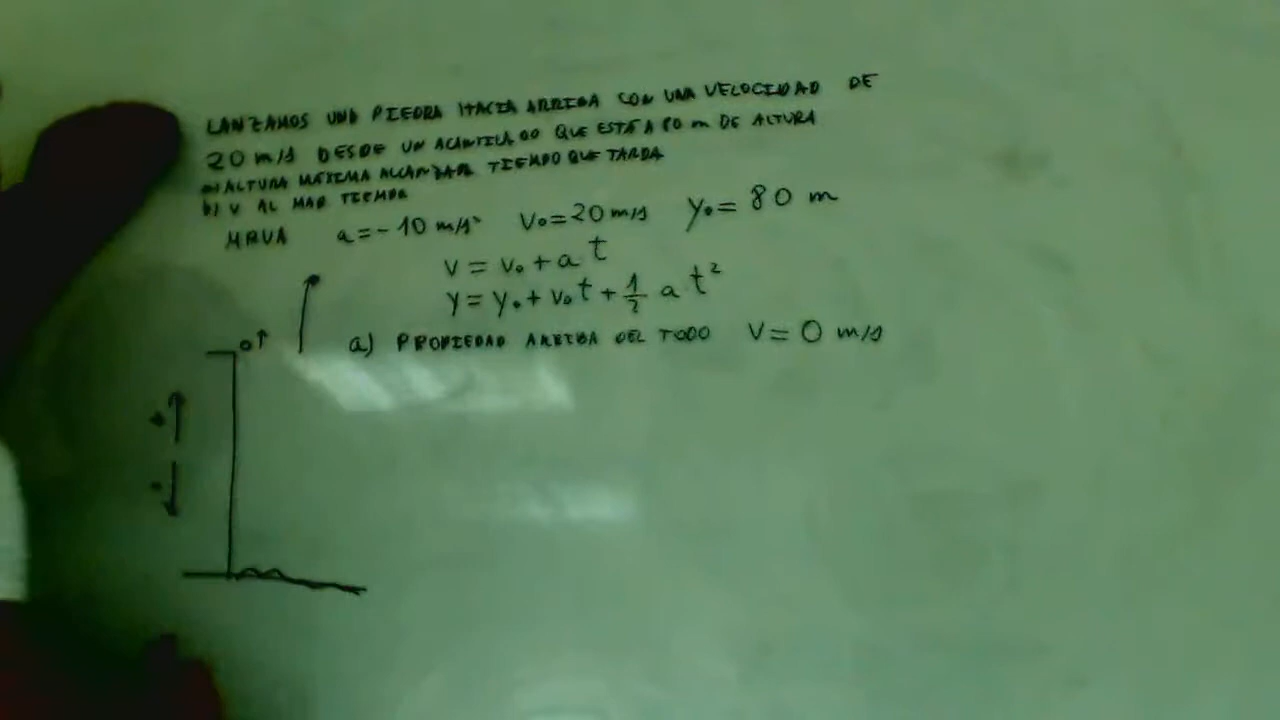 LANZAMOS UNA PIEDRA HACIA ARRIBA CON UNA VELOCIDAD DE
20 m/s DESDE UN ACANTILADO QUE ESTÁ A 80 m DE ALTURA
a) ALTURA MÁXIMA ALCANZADA TIEMPO QUE TARDA
b) V AL MAR TIEMPO
MRUA a = -10 m/s² V₀ = 20 m/s y₀ = 80 m
V = V₀ + a t
y = y₀ + V₀ t + 1/2 a t²
a) PROPIEDAD ARRIBA DEL TODO V = 0 m/s
+
-